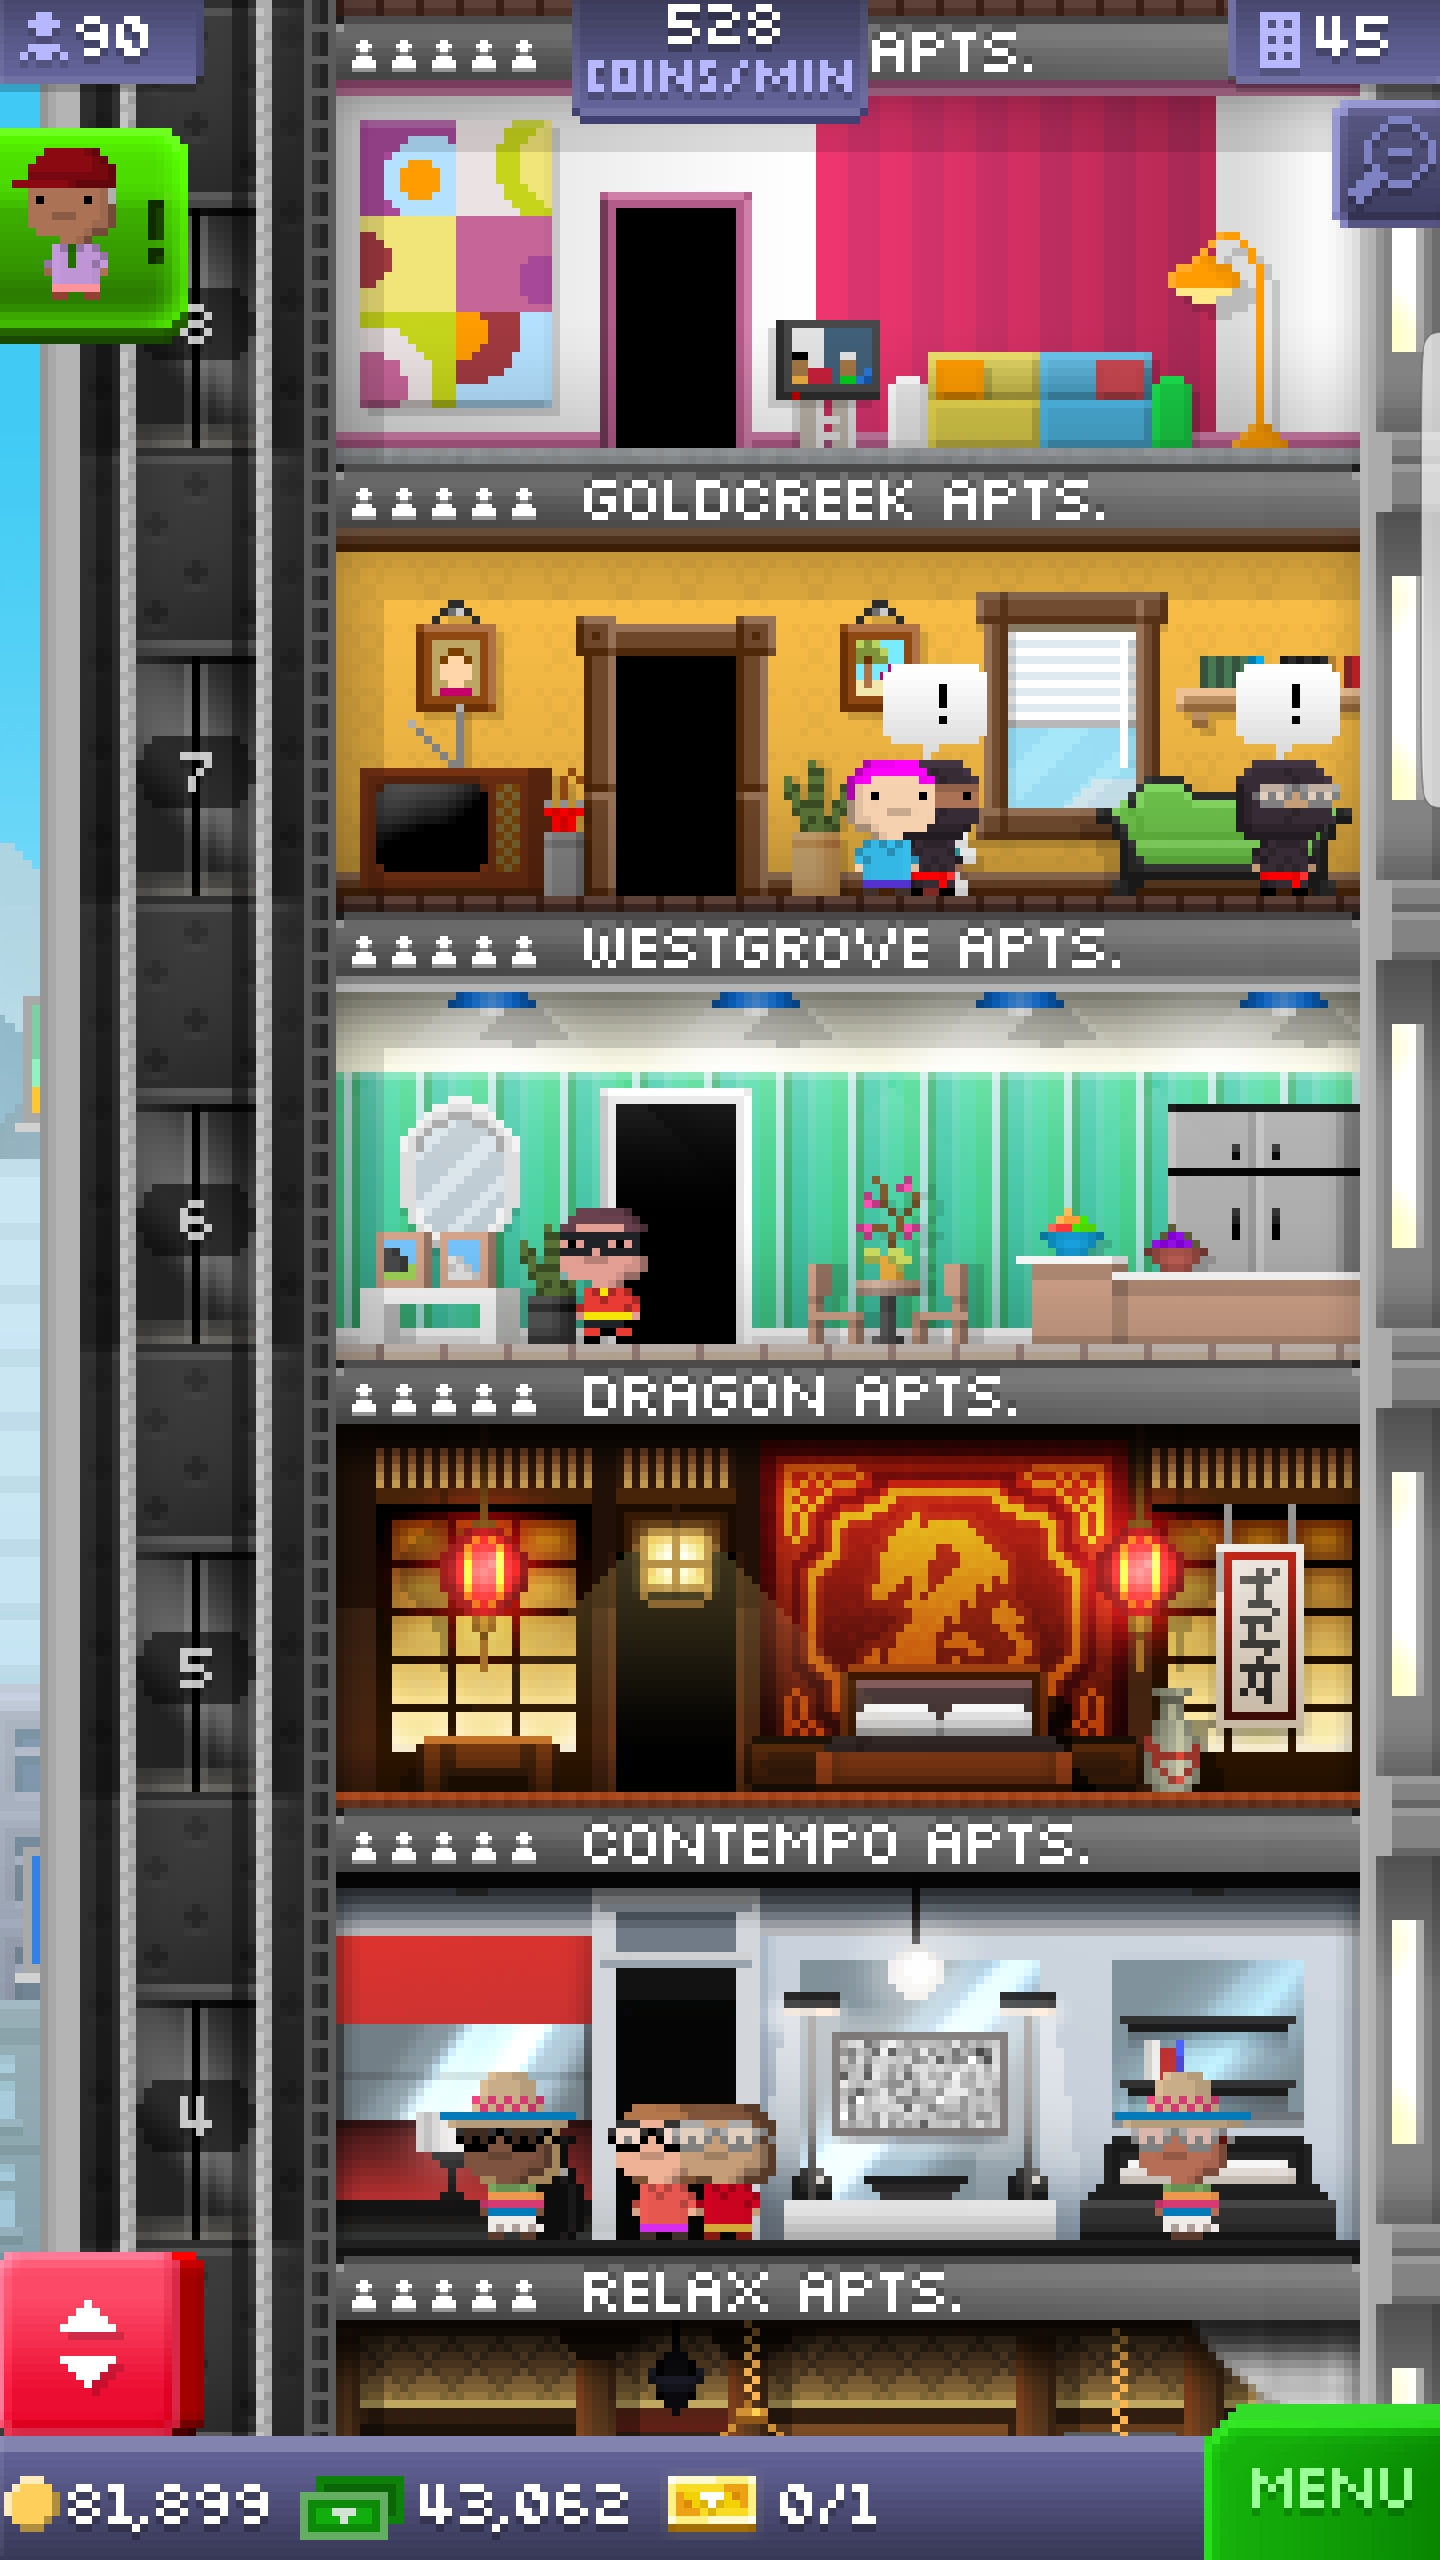 90
528
COINS/MIN
45
APTS.
!
8
GOLDCREEK APTS.
! !
7
WESTGROVE APTS.
6
DRAGON APTS.
5
CONTEMPO APTS.
4
RELAX APTS.
81,899 43,062 0/1 MENU